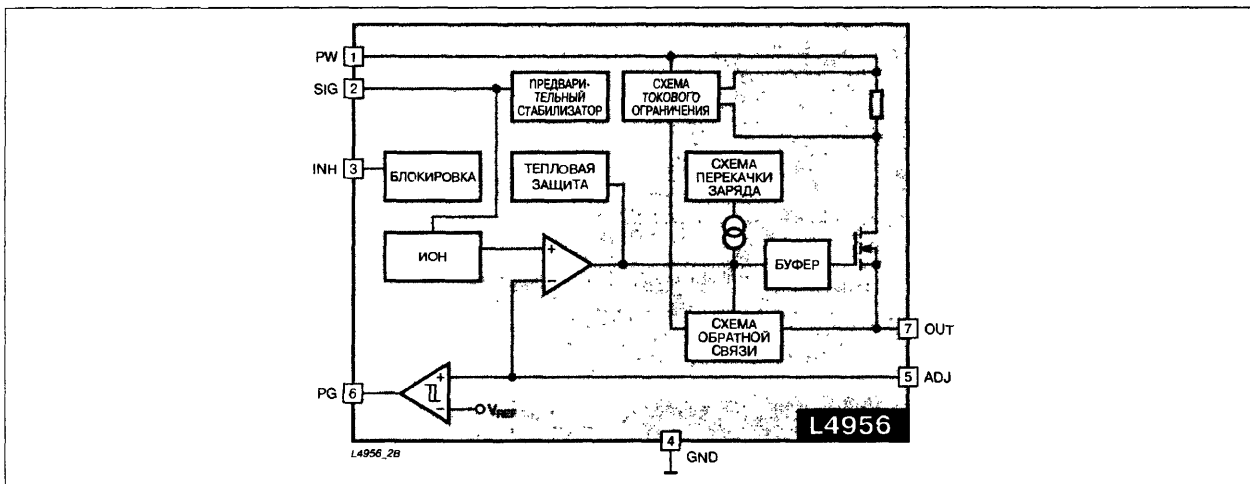 PW 1
SIG 2
INH 3
ПРЕДВАРИ-
ТЕЛЬНЫЙ
СТАБИЛИЗАТОР
СХЕМА
ТОКОВОГО
ОГРАНИЧЕНИЯ
БЛОКИРОВКА
ТЕПЛОВАЯ
ЗАЩИТА
СХЕМА
ПЕРЕКАЧКИ
ЗАРЯДА
ИОН
+
−
БУФЕР
СХЕМА
ОБРАТНОЙ
СВЯЗИ
7 OUT
5 ADJ
PG 6
+
−
VREF
L4956
4
GND
L4956_2B